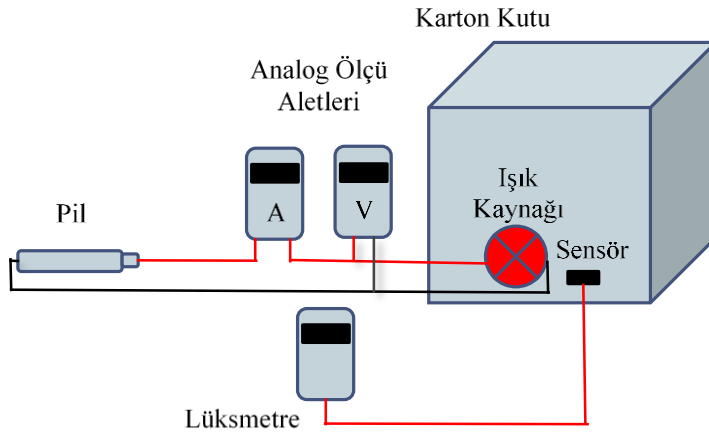 Karton Kutu
Analog Ölçü
Aletleri
Işık
Kaynağı
A
V
Pil
Sensör
Lüksmetre